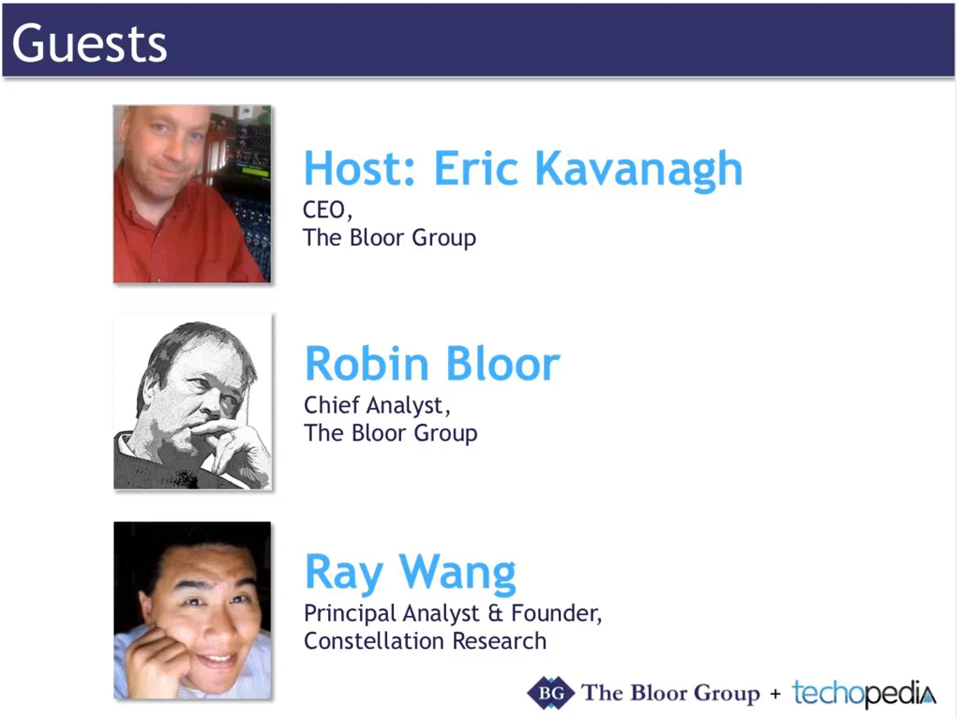 Guests
Host: Eric Kavanagh
CEO,
The Bloor Group
Robin Bloor
Chief Analyst,
The Bloor Group
Ray Wang
Principal Analyst & Founder,
Constellation Research
BG The Bloor Group + techopedia